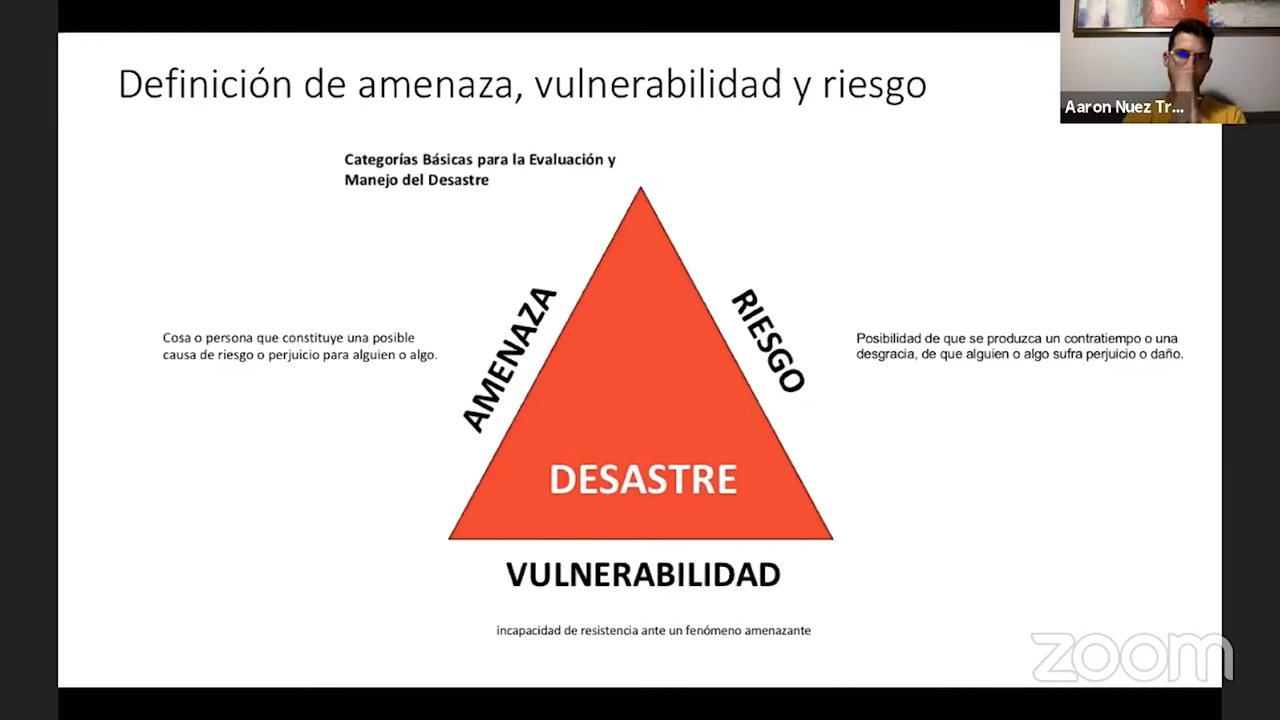 Definición de amenaza, vulnerabilidad y riesgo
Aaron Nuez Tr...
Categorías Básicas para la Evaluación y
Manejo del Desastre
AMENAZA
RIESGO
Cosa o persona que constituye una posible
causa de riesgo o perjuicio para alguien o algo.
Posibilidad de que se produzca un contratiempo o una
desgracia, de que alguien o algo sufra perjuicio o daño.
DESASTRE
VULNERABILIDAD
incapacidad de resistencia ante un fenómeno amenazante
zoom